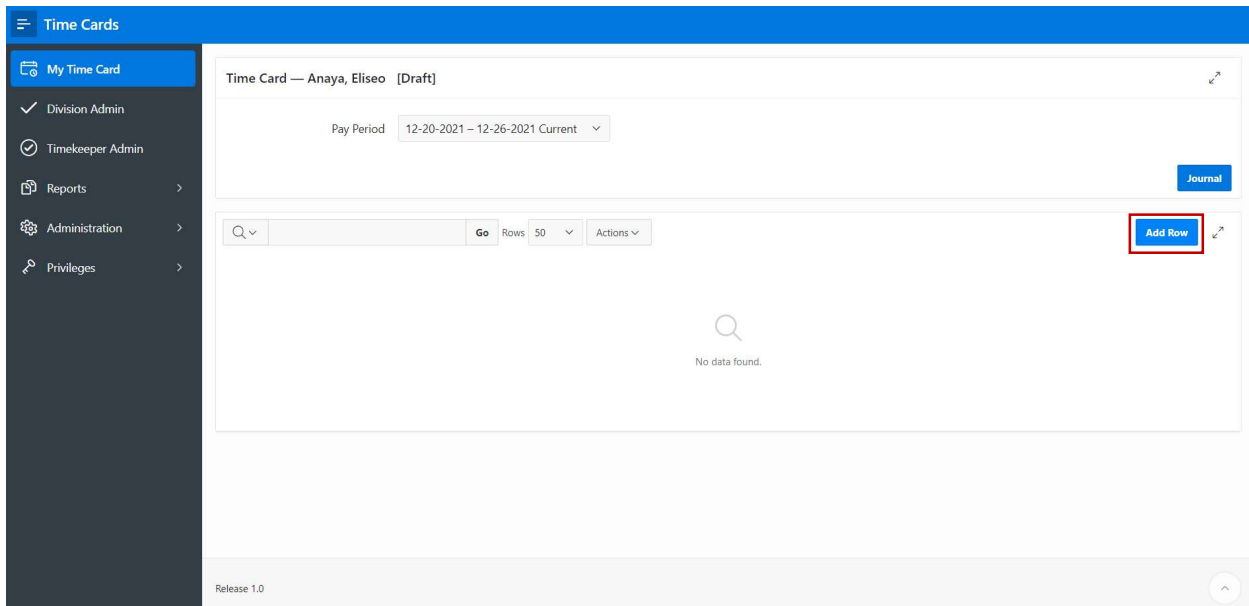 Time Cards
My Time Card
Division Admin
Timekeeper Admin
Reports
Administration
Privileges
Time Card — Anaya, Eliseo [Draft]
Pay Period 12-20-2021 – 12-26-2021 Current
Journal
Go Rows 50 Actions Add Row
No data found.
Release 1.0